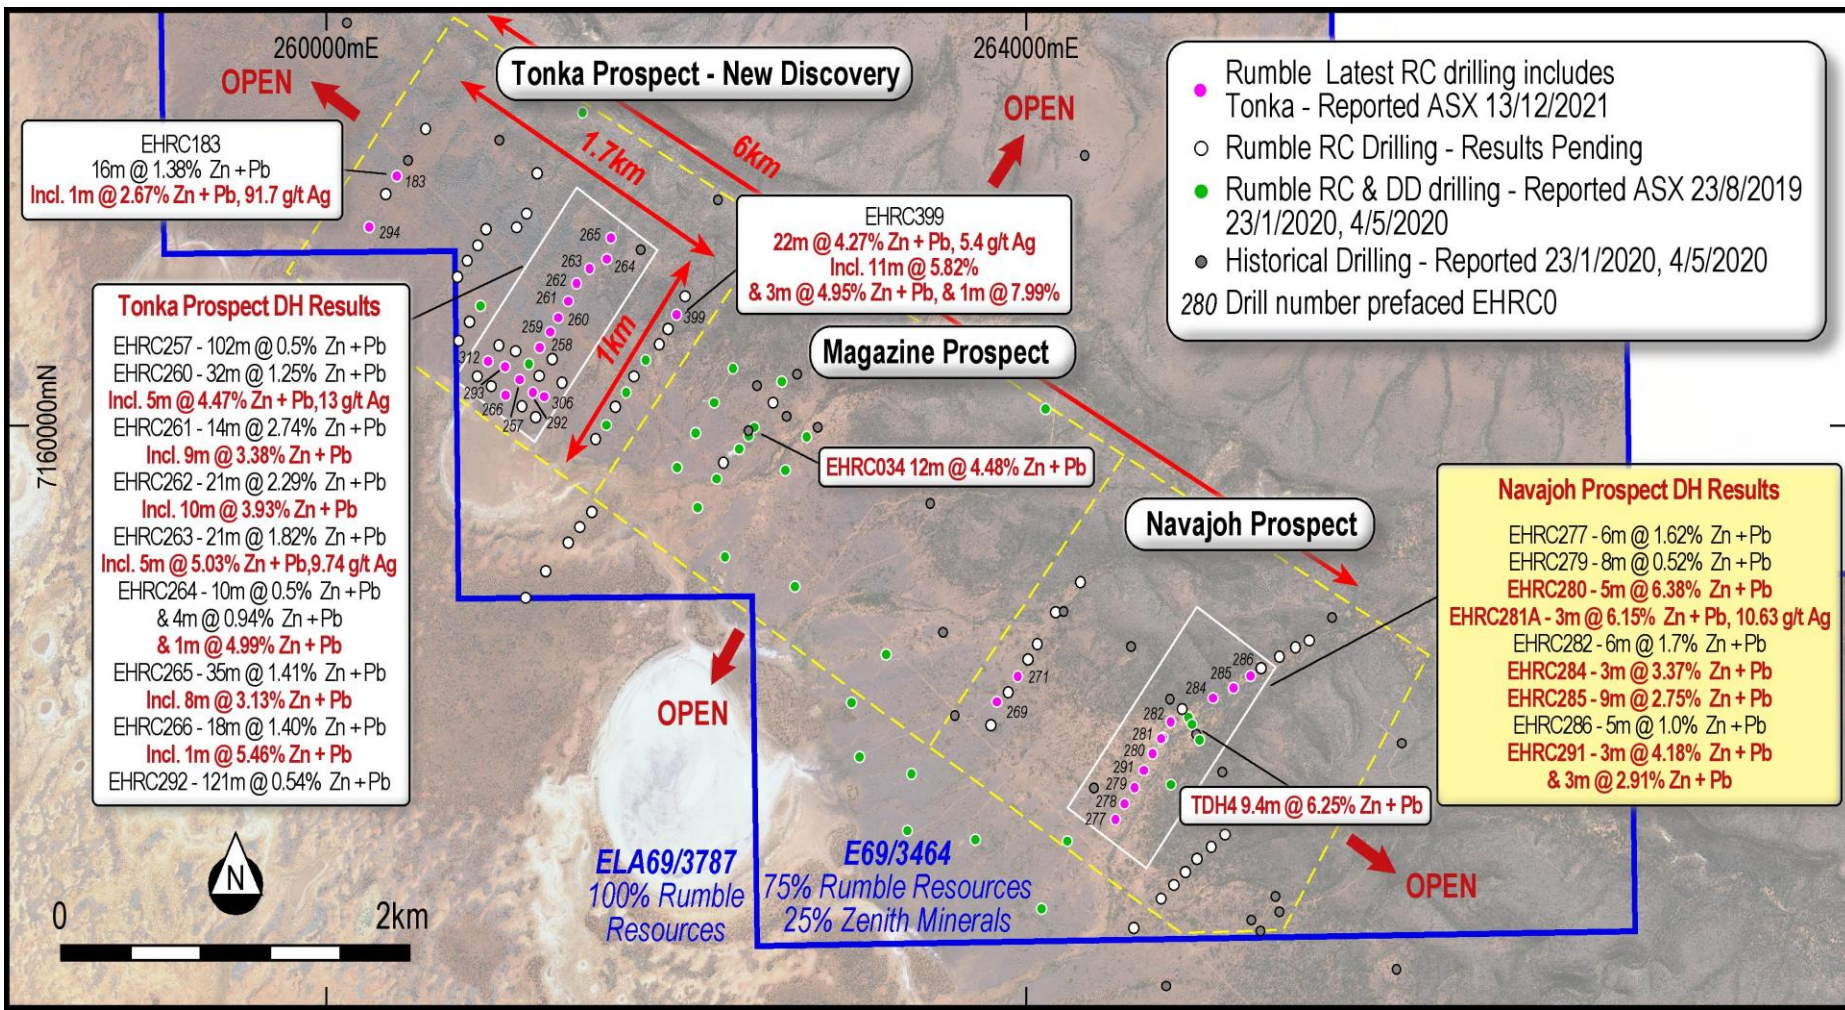 260000mE
264000mE
7160000mN
OPEN
Tonka Prospect - New Discovery
OPEN
6km
1.7km
1km
Rumble Latest RC drilling includes
Tonka - Reported ASX 13/12/2021
Rumble RC Drilling - Results Pending
Rumble RC & DD drilling - Reported ASX 23/8/2019
23/1/2020, 4/5/2020
Historical Drilling - Reported 23/1/2020, 4/5/2020
280 Drill number prefaced EHRC0
EHRC183
16m @ 1.38% Zn + Pb
Incl. 1m @ 2.67% Zn + Pb, 91.7 g/t Ag
183
294
EHRC399
22m @ 4.27% Zn + Pb, 5.4 g/t Ag
Incl. 11m @ 5.82%
& 3m @ 4.95% Zn + Pb, & 1m @ 7.99%
265
264
263
262
261
260
259
258
312
293
266
257
292
306
399
Tonka Prospect DH Results
EHRC257 - 102m @ 0.5% Zn + Pb
EHRC260 - 32m @ 1.25% Zn + Pb
Incl. 5m @ 4.47% Zn + Pb,13 g/t Ag
EHRC261 - 14m @ 2.74% Zn + Pb
Incl. 9m @ 3.38% Zn + Pb
EHRC262 - 21m @ 2.29% Zn + Pb
Incl. 10m @ 3.93% Zn + Pb
EHRC263 - 21m @ 1.82% Zn + Pb
Incl. 5m @ 5.03% Zn + Pb,9.74 g/t Ag
EHRC264 - 10m @ 0.5% Zn + Pb
& 4m @ 0.94% Zn + Pb
& 1m @ 4.99% Zn + Pb
EHRC265 - 35m @ 1.41% Zn + Pb
Incl. 8m @ 3.13% Zn + Pb
EHRC266 - 18m @ 1.40% Zn + Pb
Incl. 1m @ 5.46% Zn + Pb
EHRC292 - 121m @ 0.54% Zn + Pb
Magazine Prospect
EHRC034 12m @ 4.48% Zn + Pb
Navajoh Prospect
Navajoh Prospect DH Results
EHRC277 - 6m @ 1.62% Zn + Pb
EHRC279 - 8m @ 0.52% Zn + Pb
EHRC280 - 5m @ 6.38% Zn + Pb
EHRC281A - 3m @ 6.15% Zn + Pb, 10.63 g/t Ag
EHRC282 - 6m @ 1.7% Zn + Pb
EHRC284 - 3m @ 3.37% Zn + Pb
EHRC285 - 9m @ 2.75% Zn + Pb
EHRC286 - 5m @ 1.0% Zn + Pb
EHRC291 - 3m @ 4.18% Zn + Pb
& 3m @ 2.91% Zn + Pb
271
269
286
285
284
282
281
280
291
279
278
277
TDH4 9.4m @ 6.25% Zn + Pb
OPEN
OPEN
ELA69/3787
100% Rumble
Resources
E69/3464
75% Rumble Resources
25% Zenith Minerals
N
0
2km